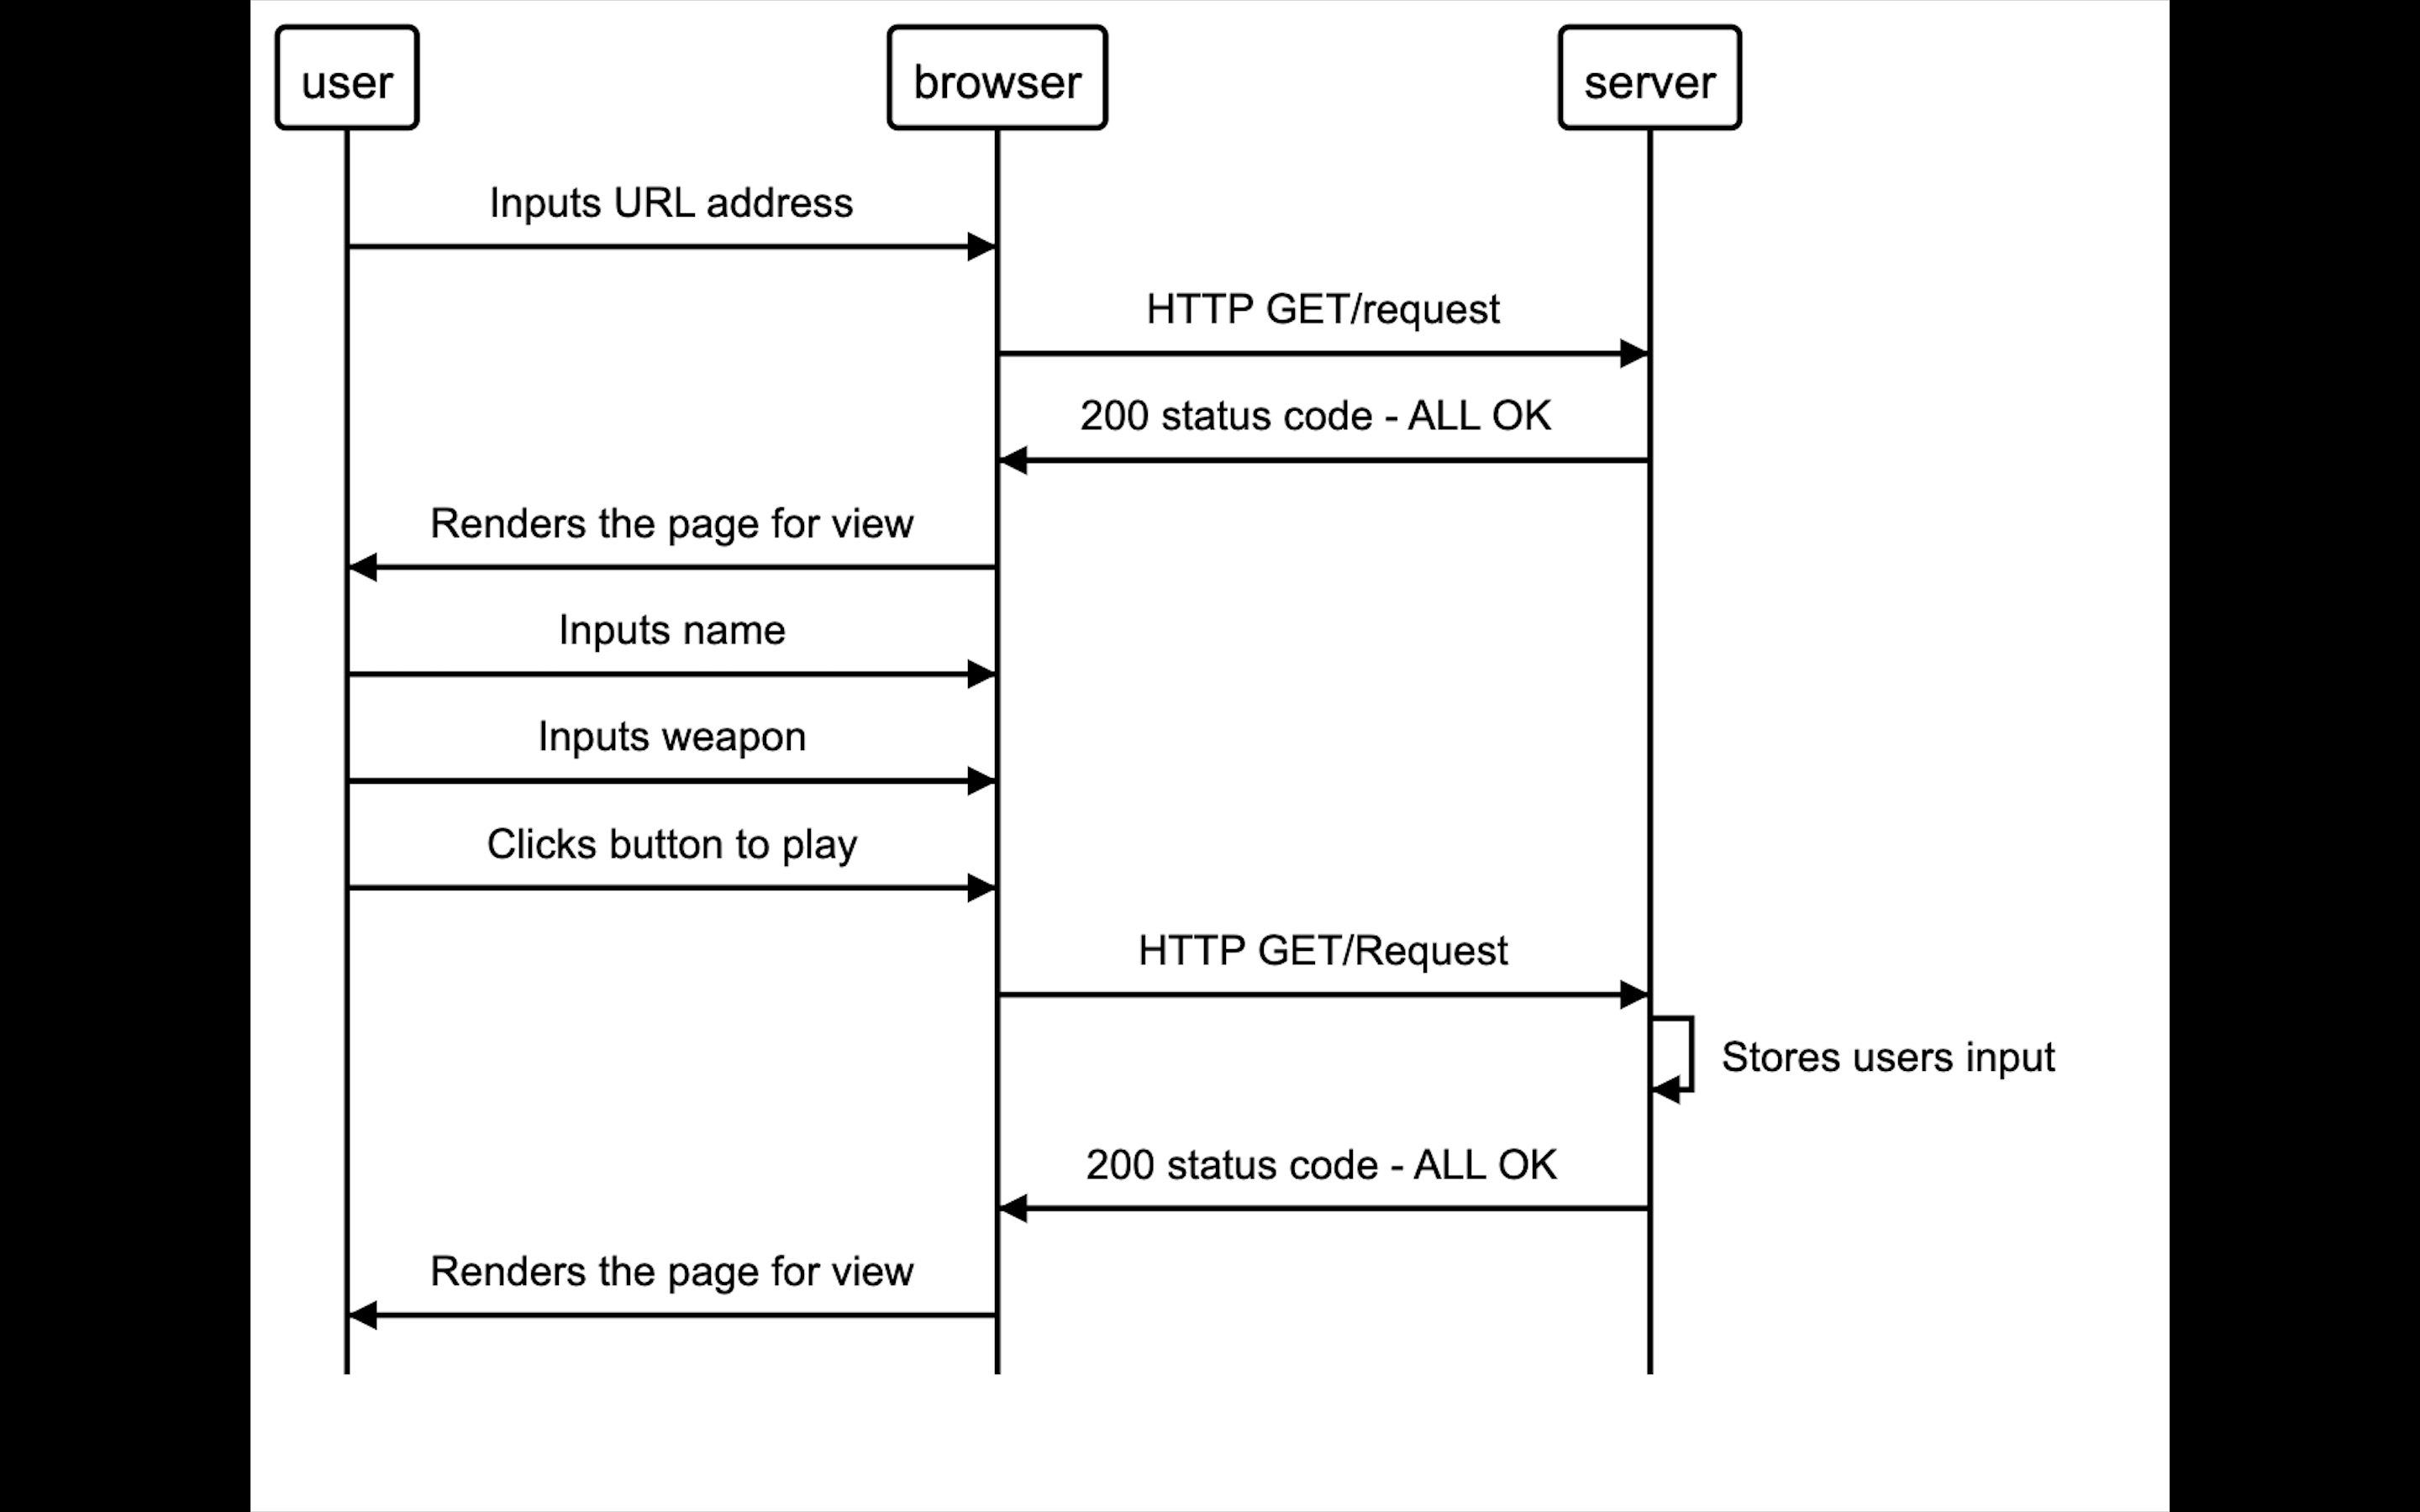 user
browser
server
Inputs URL address
HTTP GET/request
200 status code - ALL OK
Renders the page for view
Inputs name
Inputs weapon
Clicks button to play
HTTP GET/Request
Stores users input
200 status code - ALL OK
Renders the page for view